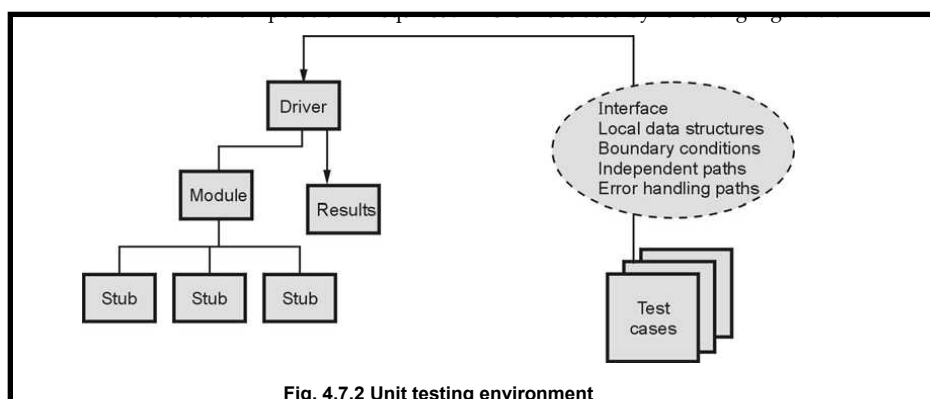 Driver
Interface
Local data structures
Boundary conditions
Independent paths
Error handling paths
Module
Results
Stub
Stub
Stub
Test
cases
Fig. 4.7.2 Unit testing environment